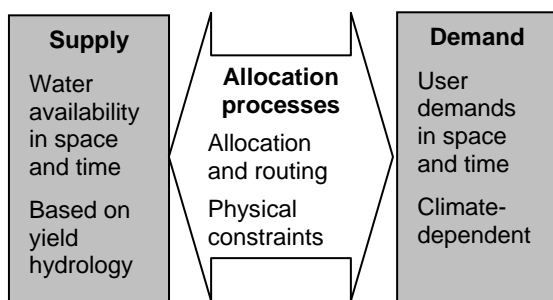 Supply
Water
availability
in space
and time
Based on
yield
hydrology
Allocation
processes
Allocation
and routing
Physical
constraints
Demand
User
demands
in space
and time
Climate-
dependent